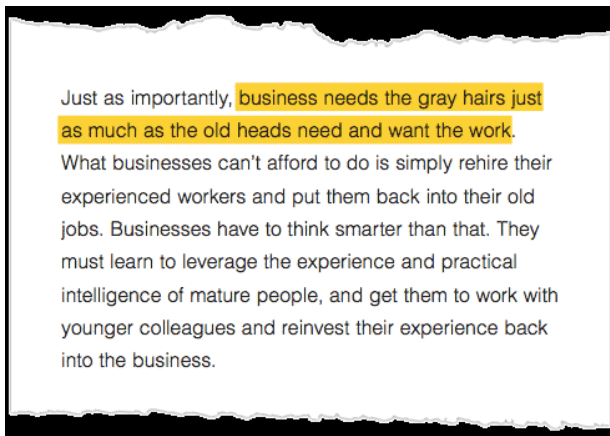 Just as importantly, business needs the gray hairs just
as much as the old heads need and want the work.
What businesses can't afford to do is simply rehire their
experienced workers and put them back into their old
jobs. Businesses have to think smarter than that. They
must learn to leverage the experience and practical
intelligence of mature people, and get them to work with
younger colleagues and reinvest their experience back
into the business.